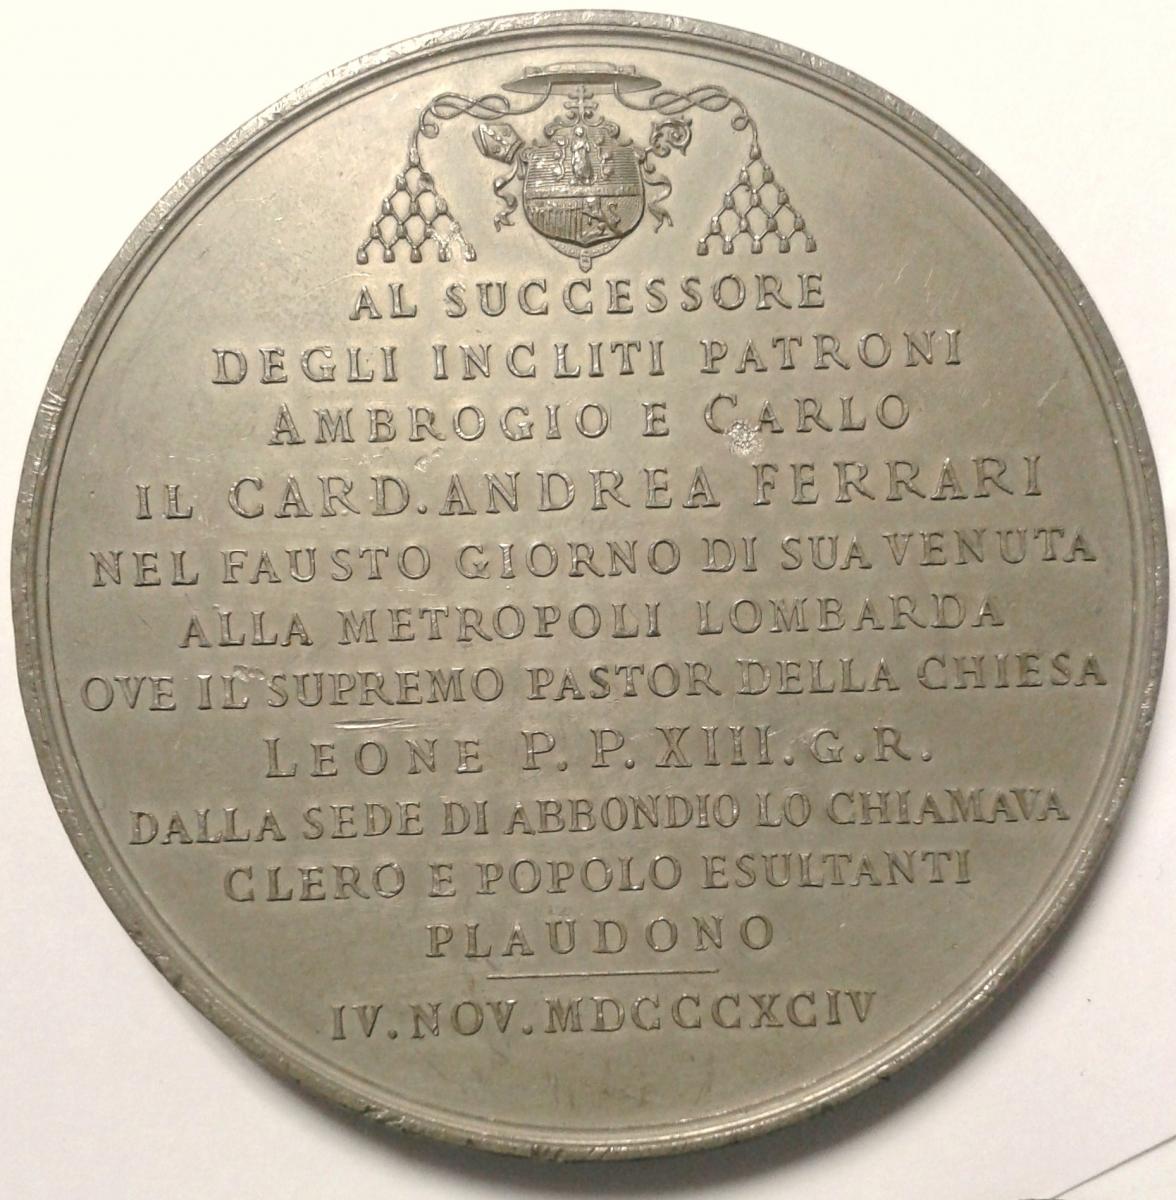 AL SUCCESSORE
DEGLI INCLITI PATRONI
AMBROGIO E CARLO
IL CARD. ANDREA FERRARI
NEL FAUSTO GIORNO DI SUA VENUTA
ALLA METROPOLI LOMBARDA
OVE IL SUPREMO PASTOR DELLA CHIESA
LEONE P. P. XIII. G. R.
DALLA SEDE DI ABBONDIO LO CHIAMAVA
CLERO E POPOLO ESULTANTI
PLAUDONO
IV. NOV. MDCCCXCIV